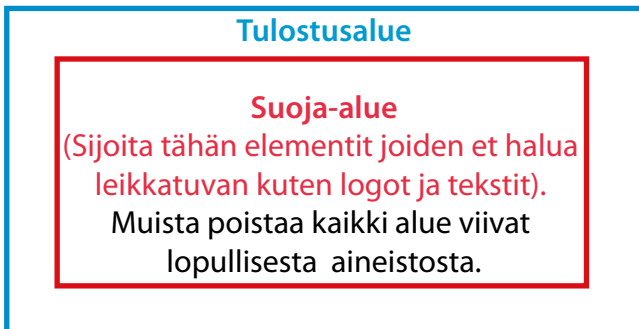 Tulostusalue
Suoja-alue
(Sijoita tähän elementit joiden et halua
leikkatuvan kuten logot ja tekstit).
Muista poistaa kaikki alue viivat
lopullisesta aineistosta.